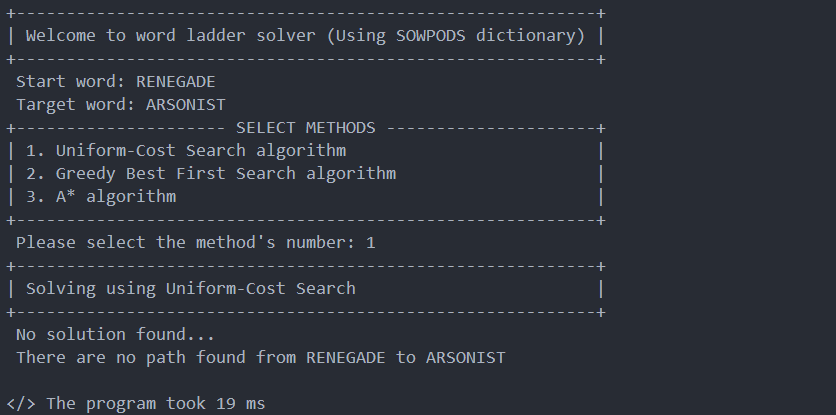 +----------------------------------------------------------+
| Welcome to word ladder solver (Using SOWPODS dictionary) |
+----------------------------------------------------------+
 Start word: RENEGADE
 Target word: ARSONIST
+--------------------- SELECT METHODS ---------------------+
| 1. Uniform-Cost Search algorithm                         |
| 2. Greedy Best First Search algorithm                    |
| 3. A* algorithm                                          |
+----------------------------------------------------------+
 Please select the method's number: 1
+----------------------------------------------------------+
| Solving using Uniform-Cost Search                        |
+----------------------------------------------------------+
 No solution found...
 There are no path found from RENEGADE to ARSONIST
</> The program took 19 ms